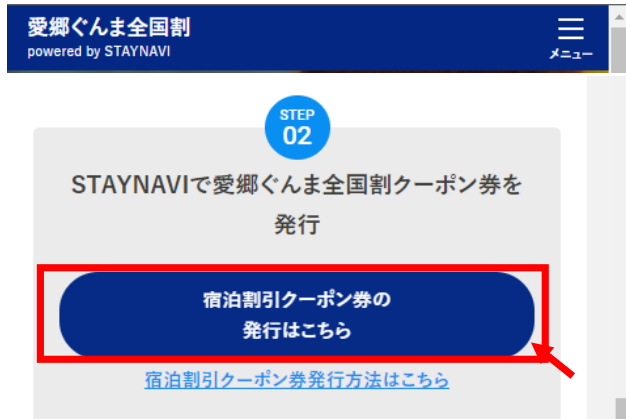 愛郷ぐんま全国割
powered by STAYNAVI
メニュー
STEP
02
STAYNAVIで愛郷ぐんま全国割クーポン券を
発行
宿泊割引クーポン券の
発行はこちら
宿泊割引クーポン券発行方法はこちら